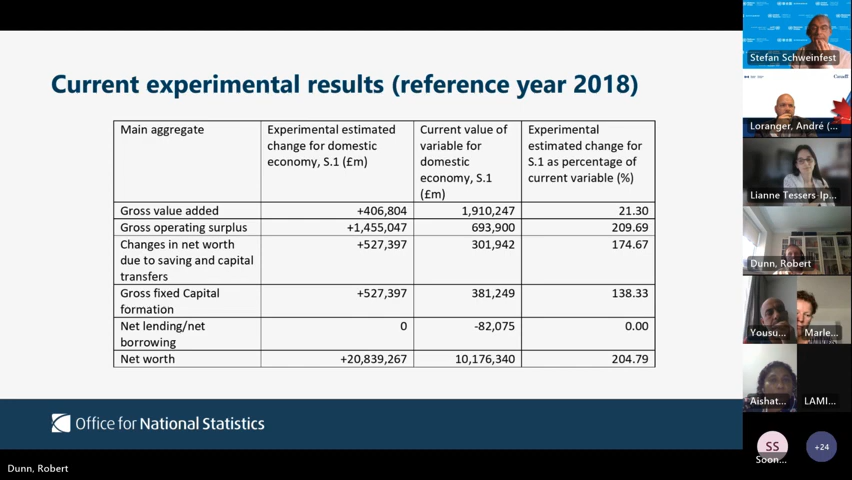 Current experimental results (reference year 2018)
Main aggregate
Experimental estimated
change for domestic
economy, S.1 (£m)
Current value of
variable for
domestic
economy, S.1
(£m)
Experimental
estimated change for
S.1 as percentage of
current variable (%)
Gross value added +406,804 1,910,247 21.30
Gross operating surplus +1,455,047 693,900 209.69
Changes in net worth +527,397 301,942 174.67
due to saving and capital
transfers
Gross fixed Capital +527,397 381,249 138.33
formation
Net lending/net 0 -82,075 0.00
borrowing
Net worth +20,839,267 10,176,340 204.79
Office for National Statistics
Dunn, Robert
Stefan Schweinfest
Canada
Loranger, André (...
Lianne Tessers-Ip...
Dunn, Robert
Yousu...
Marle...
Aishat...
LAMI...
SS
Soon...
+24